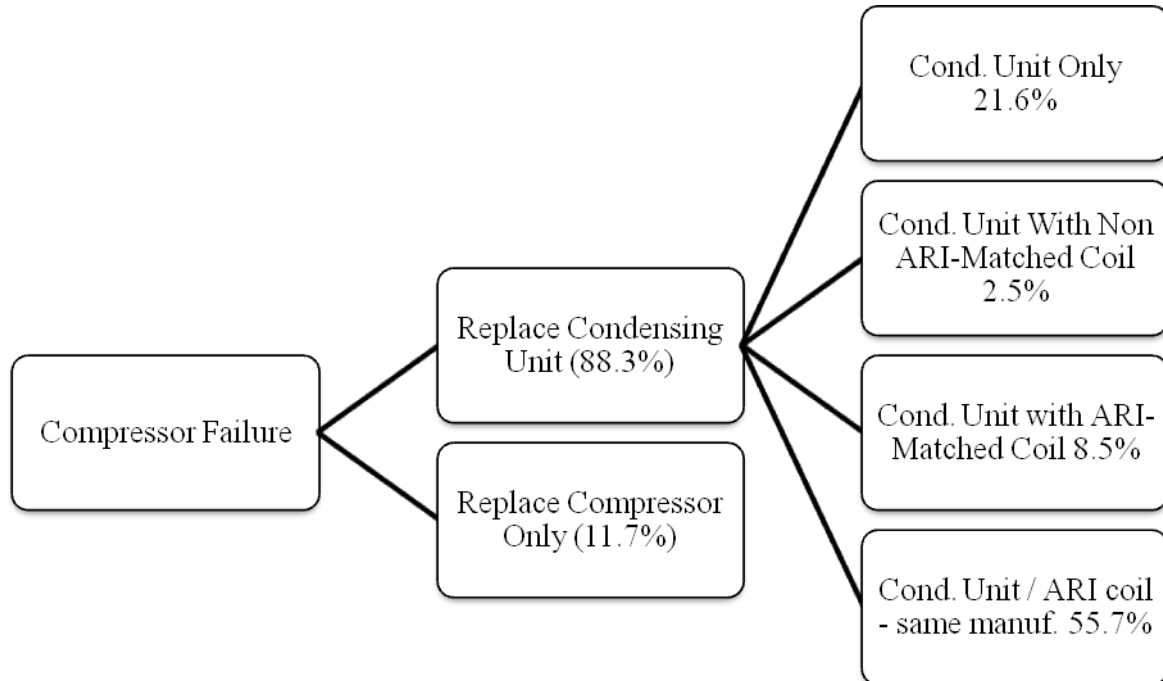 Compressor Failure
Replace Condensing
Unit (88.3%)
Replace Compressor
Only (11.7%)
Cond. Unit Only
21.6%
Cond. Unit With Non
ARI-Matched Coil
2.5%
Cond. Unit with ARI-
Matched Coil 8.5%
Cond. Unit / ARI coil
- same manuf. 55.7%